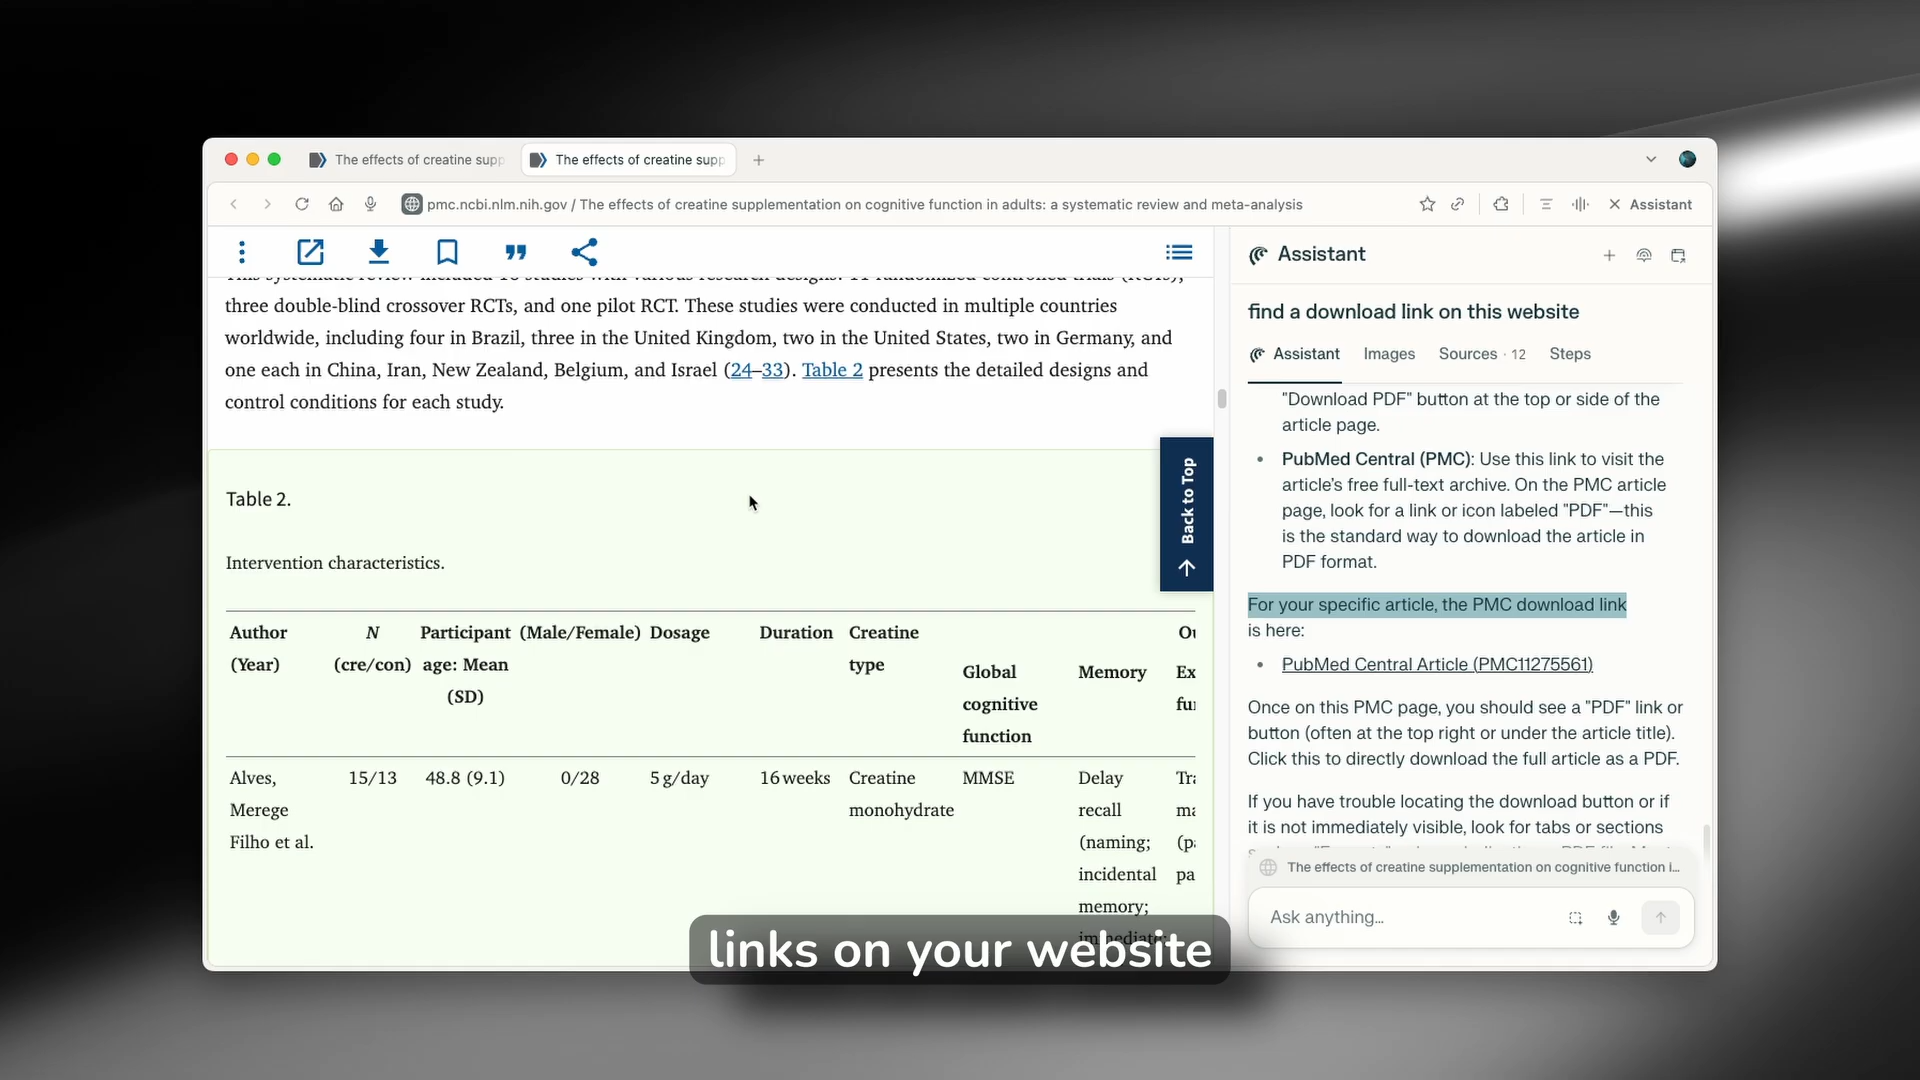 The effects of creatine supp
The effects of creatine supp
pmc.ncbi.nlm.nih.gov / The effects of creatine supplementation on cognitive function in adults: a systematic review and meta-analysis
Assistant
three double-blind crossover RCTs, and one pilot RCT. These studies were conducted in multiple countries
worldwide, including four in Brazil, three in the United Kingdom, two in the United States, two in Germany, and
one each in China, Iran, New Zealand, Belgium, and Israel (24–33). Table 2 presents the detailed designs and
control conditions for each study.
Back to Top
Table 2.
Intervention characteristics.
Author (Year)
N (cre/con)
Participant age: Mean (SD)
(Male/Female)
Dosage
Duration
Creatine type
Global cognitive function
Memory
Alves, Merege Filho et al.
15/13
48.8 (9.1)
0/28
5 g/day
16 weeks
Creatine monohydrate
MMSE
Delay recall (naming; incidental memory;
Assistant
find a download link on this website
Assistant
Images
Sources · 12
Steps
"Download PDF" button at the top or side of the
article page.
• PubMed Central (PMC): Use this link to visit the
article's free full-text archive. On the PMC article
page, look for a link or icon labeled "PDF"—this
is the standard way to download the article in
PDF format.
For your specific article, the PMC download link
is here:
• PubMed Central Article (PMC11275561)
Once on this PMC page, you should see a "PDF" link or
button (often at the top right or under the article title).
Click this to directly download the full article as a PDF.
If you have trouble locating the download button or if
it is not immediately visible, look for tabs or sections
The effects of creatine supplementation on cognitive function i...
Ask anything...
links on your website